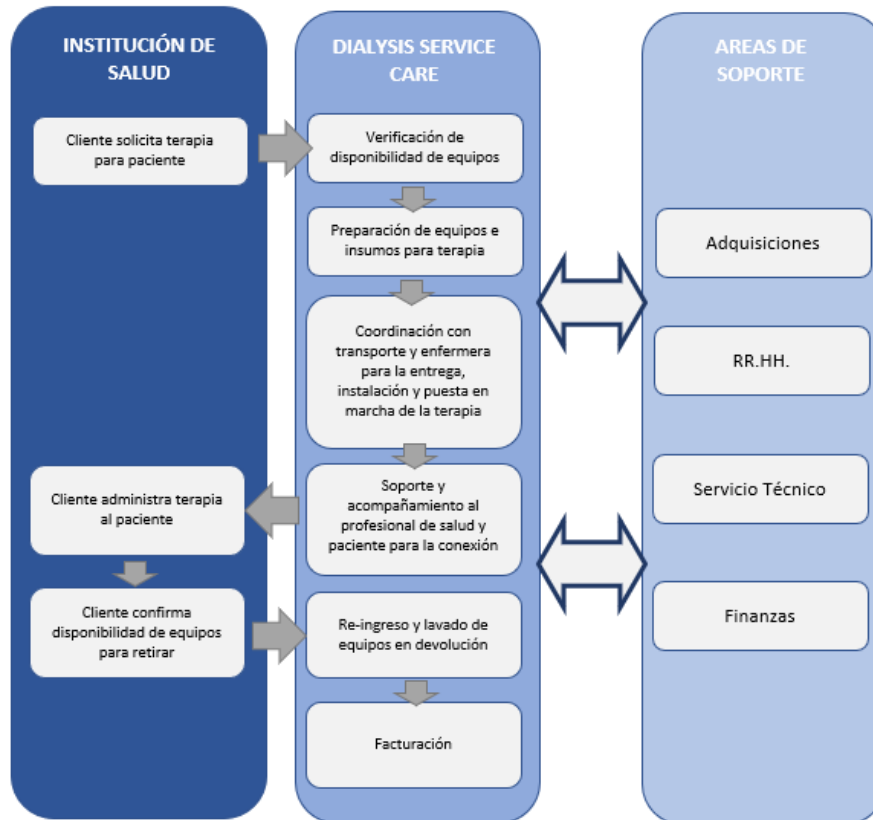 INSTITUCIÓN DE
SALUD
Cliente solicita terapia
para paciente
Cliente administra terapia
al paciente
Cliente confirma
disponibilidad de equipos
para retirar
DIALYSIS SERVICE
CARE
Verificación de
disponibilidad de equipos
Preparación de equipos e
insumos para terapia
Coordinación con
transporte y enfermera
para la entrega,
instalación y puesta en
marcha de la terapia
Soporte y
acompañamiento al
profesional de salud y
paciente para la conexión
Re-ingreso y lavado de
equipos en devolución
Facturación
AREAS DE
SOPORTE
Adquisiciones
RR.HH.
Servicio Técnico
Finanzas